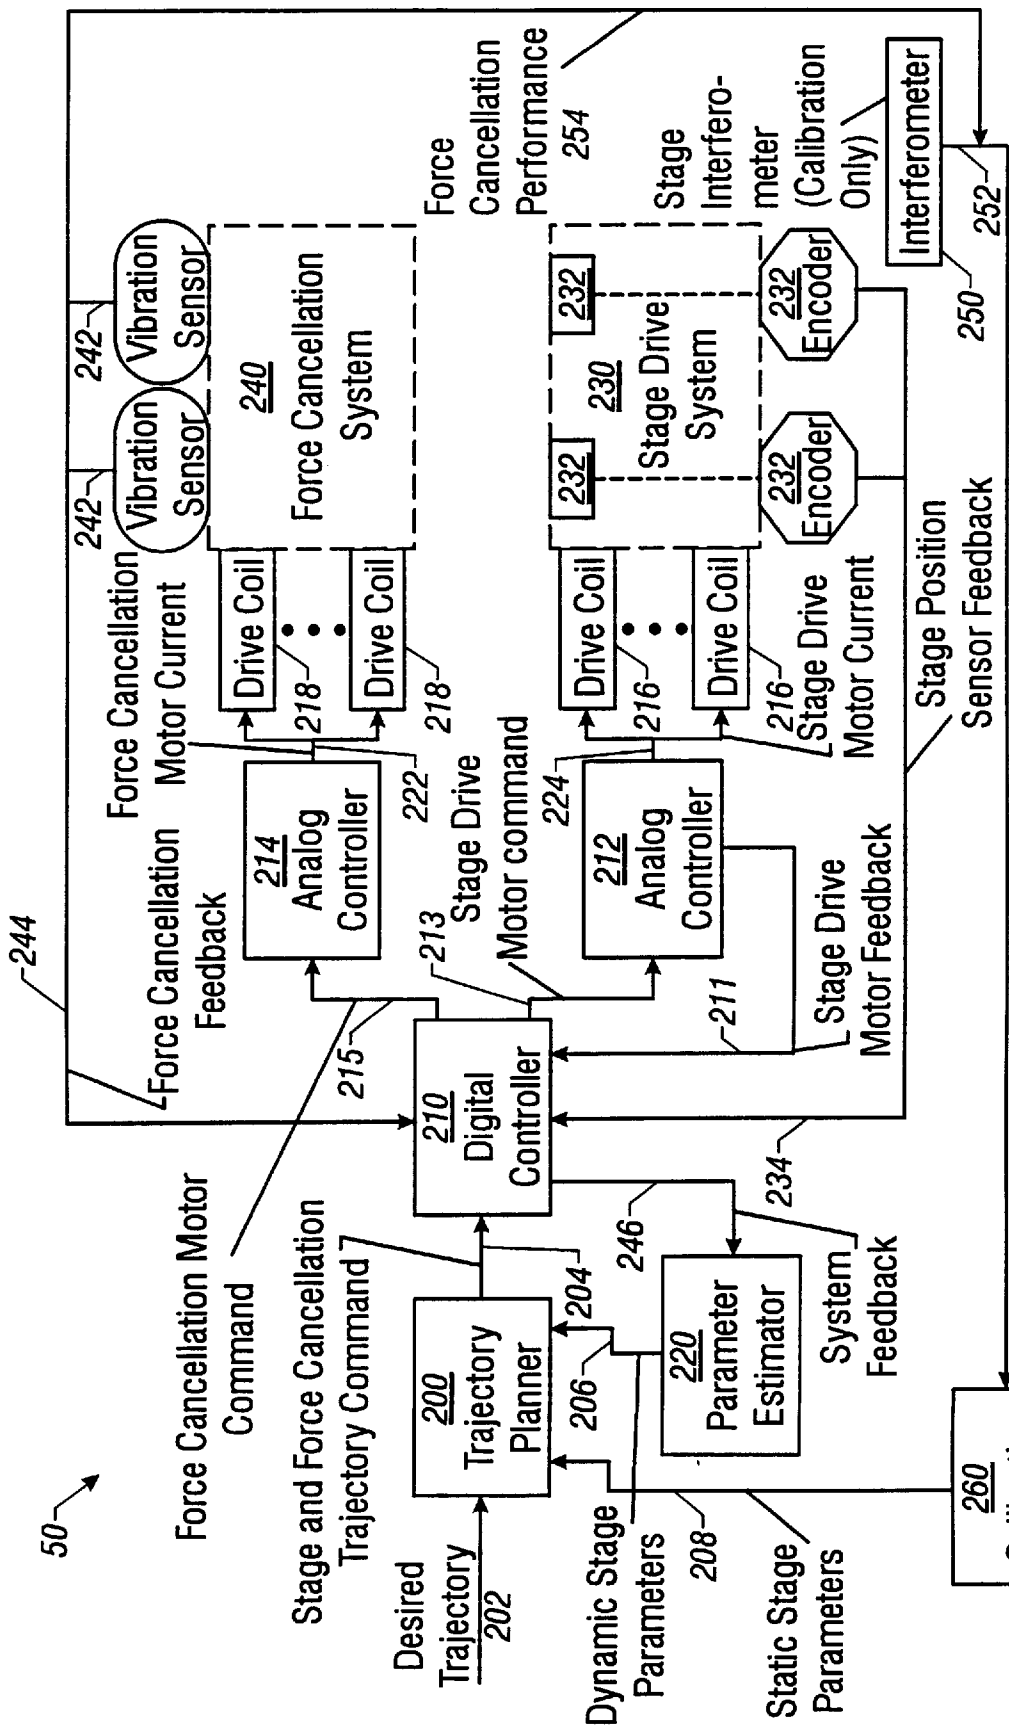 50
Desired
Trajectory
202
200
Trajectory
Planner
Stage and Force Cancellation
Trajectory Command
204
Force Cancellation Motor
Command
Dynamic Stage
Parameters
206
208
Static Stage
Parameters
220
Parameter
Estimator
System
Feedback
246
260
210
Digital
Controller
234
211
Stage Drive
Motor Feedback
215
213
Stage Drive
Motor command
244
Force Cancellation
Feedback
214
Analog
Controller
212
Analog
Controller
Force Cancellation
Motor Current
222
224
Drive Coil
218
Drive Coil
218
Drive Coil
216
Drive Coil
216
Stage Drive
Motor Current
Stage Position
Sensor Feedback
242
Vibration
Sensor
242
Vibration
Sensor
240
Force Cancellation
System
232
232
230
Stage Drive
System
232
Encoder
232
Encoder
Force
Cancellation
Performance
254
Stage
Interfero-
meter
(Calibration
Only)
Interferometer
250
252